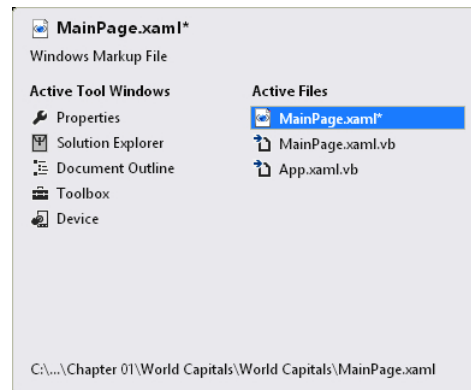 MainPage.xaml*
Windows Markup File
Active Tool Windows
Properties
Solution Explorer
Document Outline
Toolbox
Device
Active Files
MainPage.xaml*
MainPage.xaml.vb
App.xaml.vb
C:\...\Chapter 01\World Capitals\World Capitals\MainPage.xaml